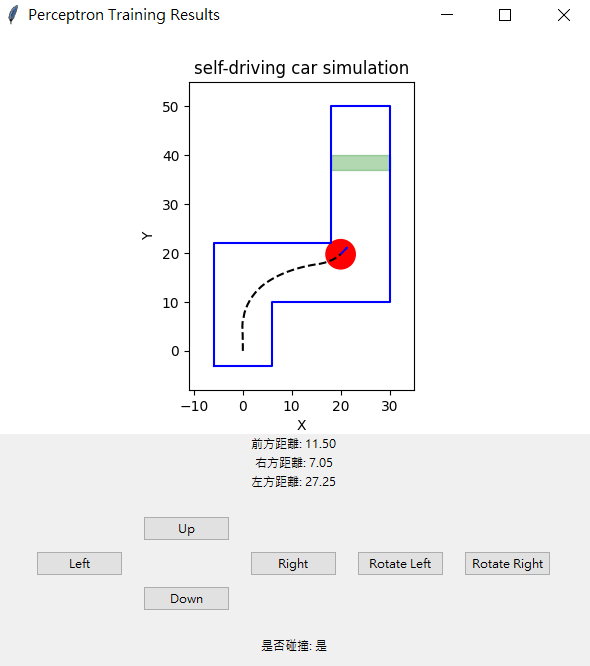 Perceptron Training Results
self-driving car simulation
50
40
30
20
10
0
Y
−10 0 10 20 30
X
前方距離: 11.50
右方距離: 7.05
左方距離: 27.25
Up
Left Right Rotate Left Rotate Right
Down
是否碰撞: 是